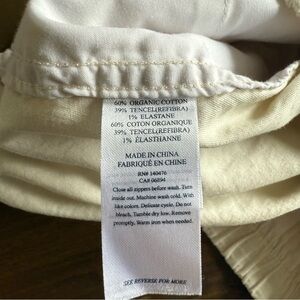 60% ORGANIC COTTON
39% TENCEL(REFIBRA)
1% ELASTANE
60% COTON ORGANIQUE
39% TENCEL(REFIBRA)
1% ÉLASTHANNE
MADE IN CHINA
FABRIQUÉ EN CHINE
RN# 140476
CA# 06894
Close all zippers before wash. Turn
inside out. Machine wash cold. With
like colors. Delicate cycle. Do not
bleach. Tumble dry low. Remove
promptly. Warm iron when needed.
SEE REVERSE FOR MORE